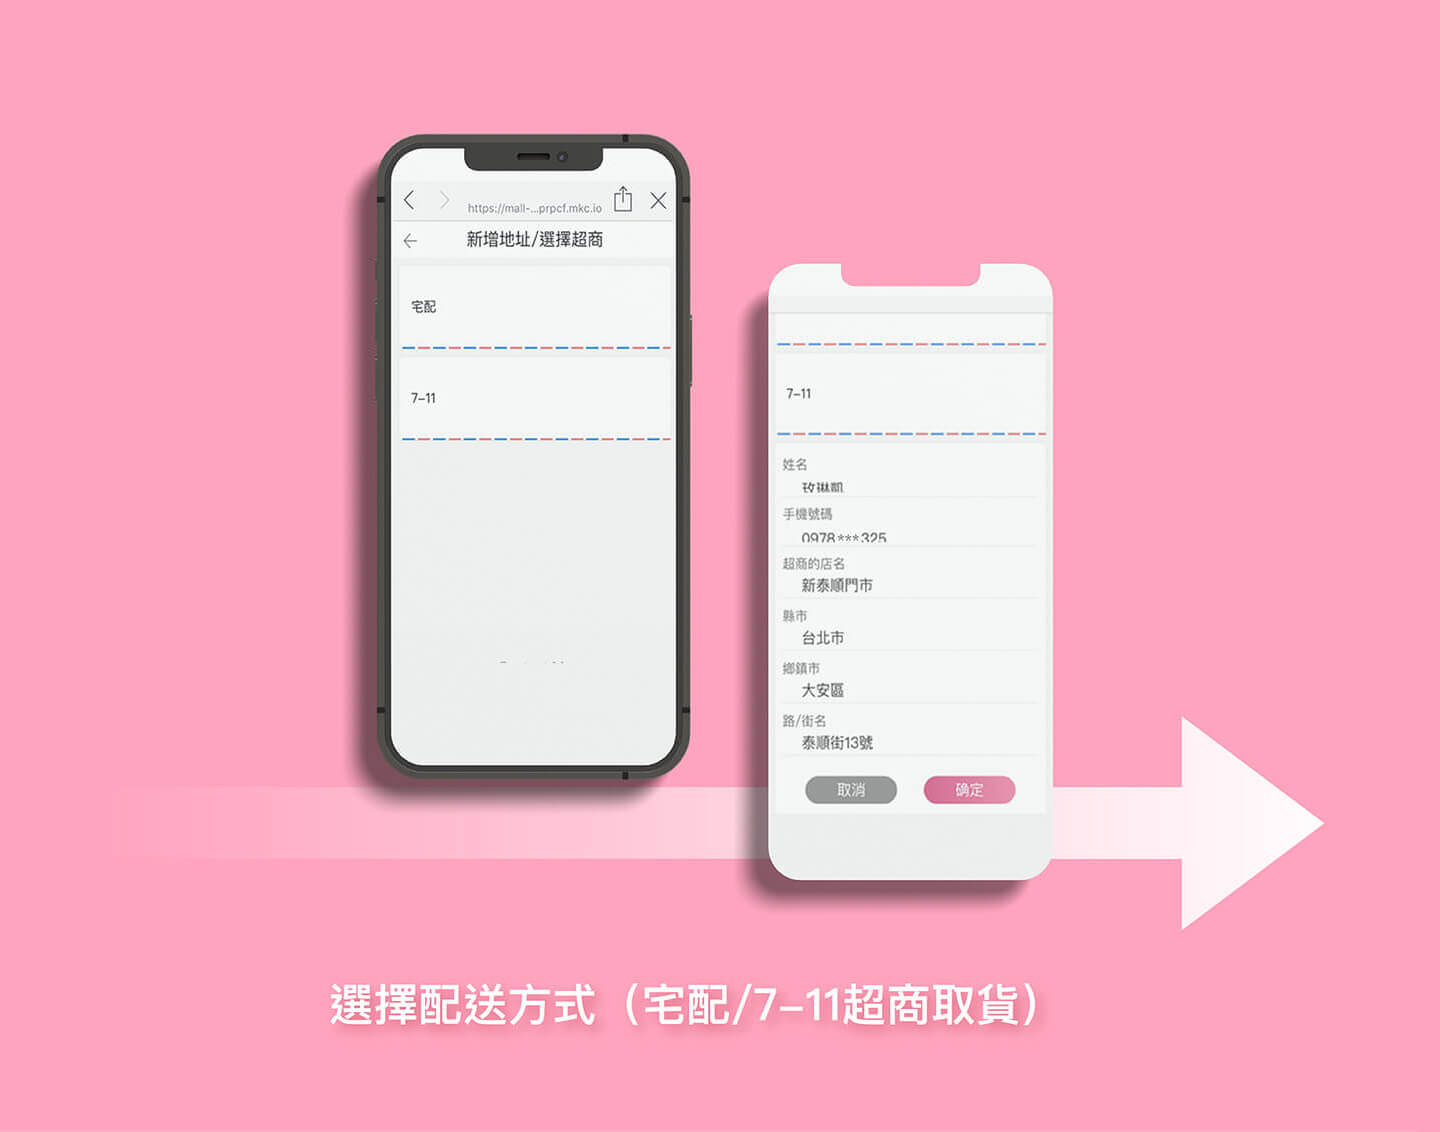 https://mall-...prpcf.mkc.io
新增地址/選擇超商
宅配
7-11
7-11
姓名
玫琳凱
手機號碼
0978***325
超商的店名
新泰順門市
縣市
台北市
鄉鎮市
大安區
路/街名
泰順街13號
取消
确定
選擇配送方式（宅配/7-11超商取貨）